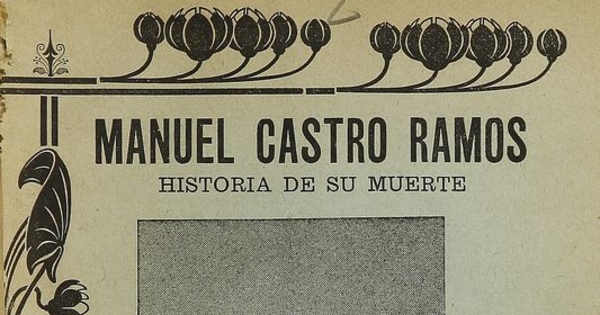 MANUEL CASTRO RAMOS
HISTORIA DE SU MUERTE